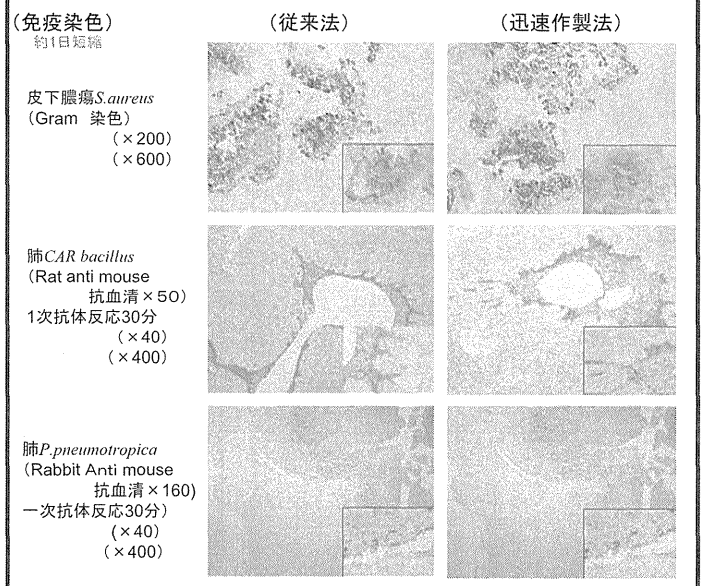 (免疫染色)
約1日短縮
(従来法)
(迅速作製法)
皮下膿瘍S.aureus
(Gram 染色)
(×200)
(×600)
肺CAR bacillus
(Rat anti mouse
抗血清×50)
1次抗体反応30分
(×40)
(×400)
肺P.pneumotropica
(Rabbit Anti mouse
抗血清×160)
一次抗体反応30分)
(×40)
(×400)